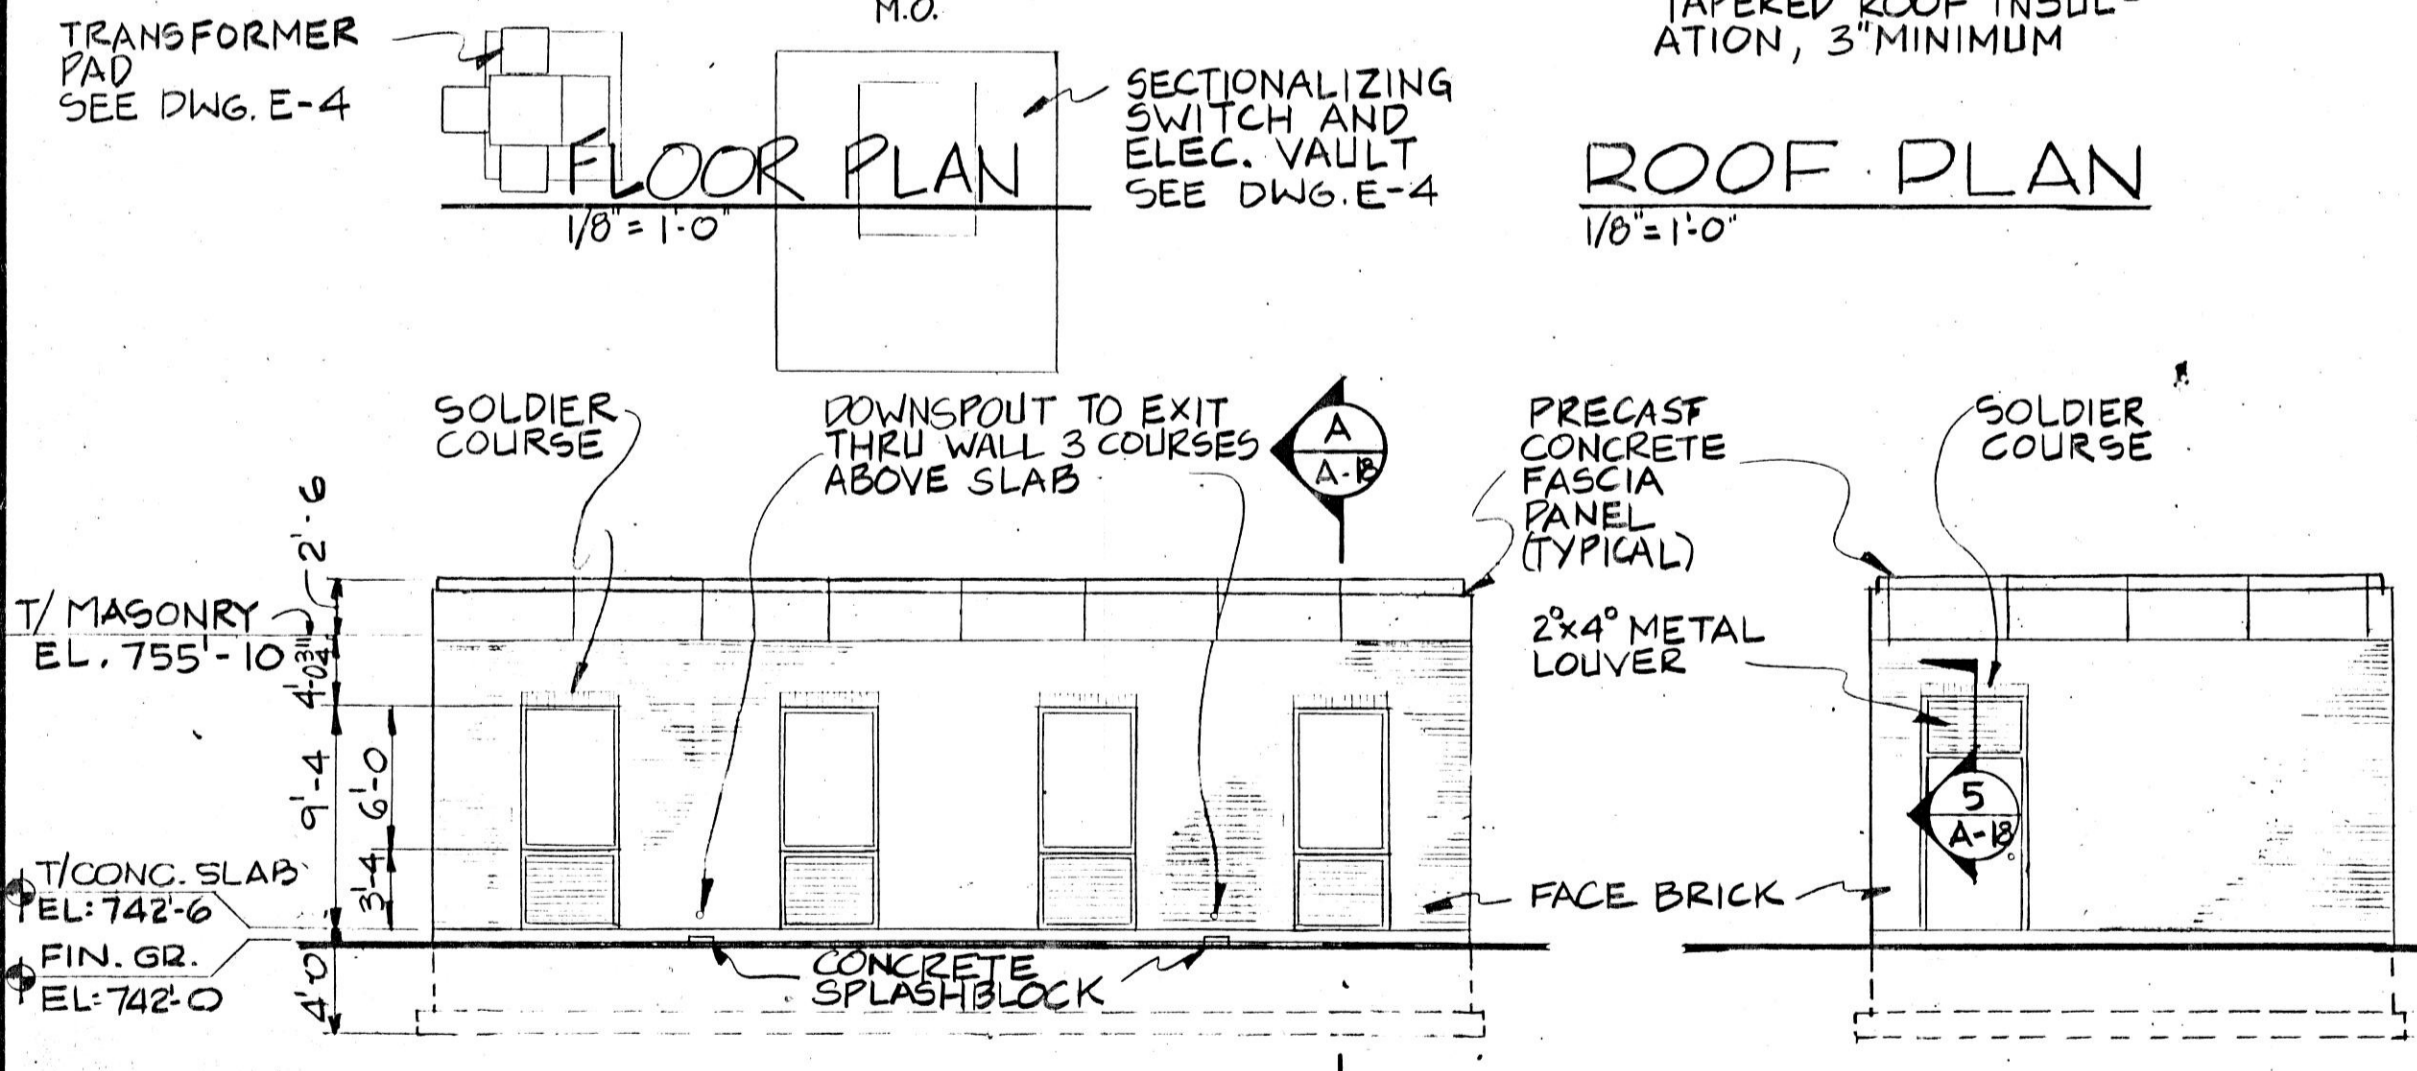 M.O.
TAPERED ROOF INSUL-
ATION, 3" MINIMUM
TRANSFORMER
PAD
SEE DWG. E-4
SECTIONALIZING
SWITCH AND
ELEC. VAULT
SEE DWG. E-4
FLOOR PLAN
1/8" = 1'-0"
ROOF PLAN
1/8" = 1'-0"
SOLDIER
COURSE
DOWNSPOUT TO EXIT
THRU WALL 3 COURSES
ABOVE SLAB
A
A-18
PRECAST
CONCRETE
FASCIA
PANEL
(TYPICAL)
SOLDIER
COURSE
2'-6
T/ MASONRY
EL. 755'-10
4'-0 3/4"
2⁰x4⁰ METAL
LOUVER
9'-4
6'-0
3'-4
5
A-18
T/CONC. SLAB
EL: 742'-6
FACE BRICK
FIN. GR.
EL: 742'-0
4'-0
CONCRETE
SPLASHBLOCK